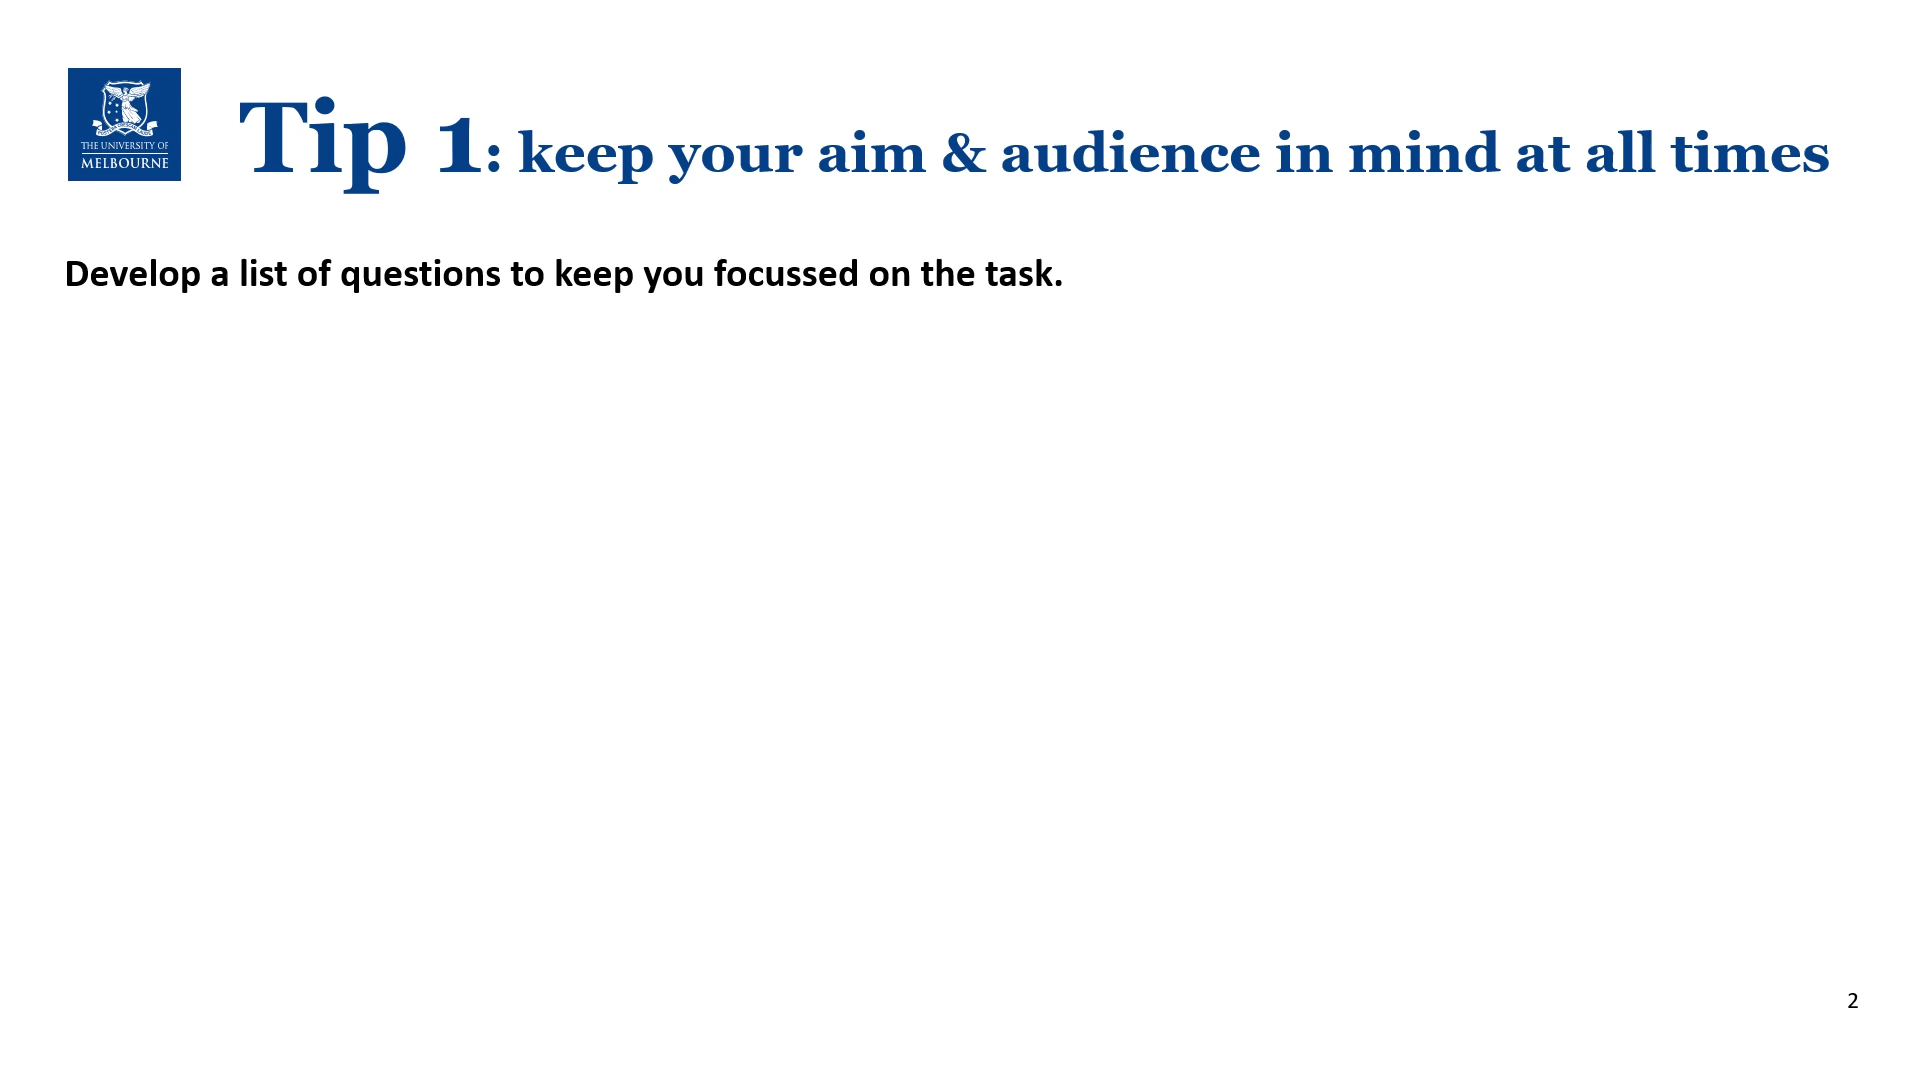 THE UNIVERSITY OF
MELBOURNE
Tip 1: keep your aim & audience in mind at all times
Develop a list of questions to keep you focussed on the task.
2